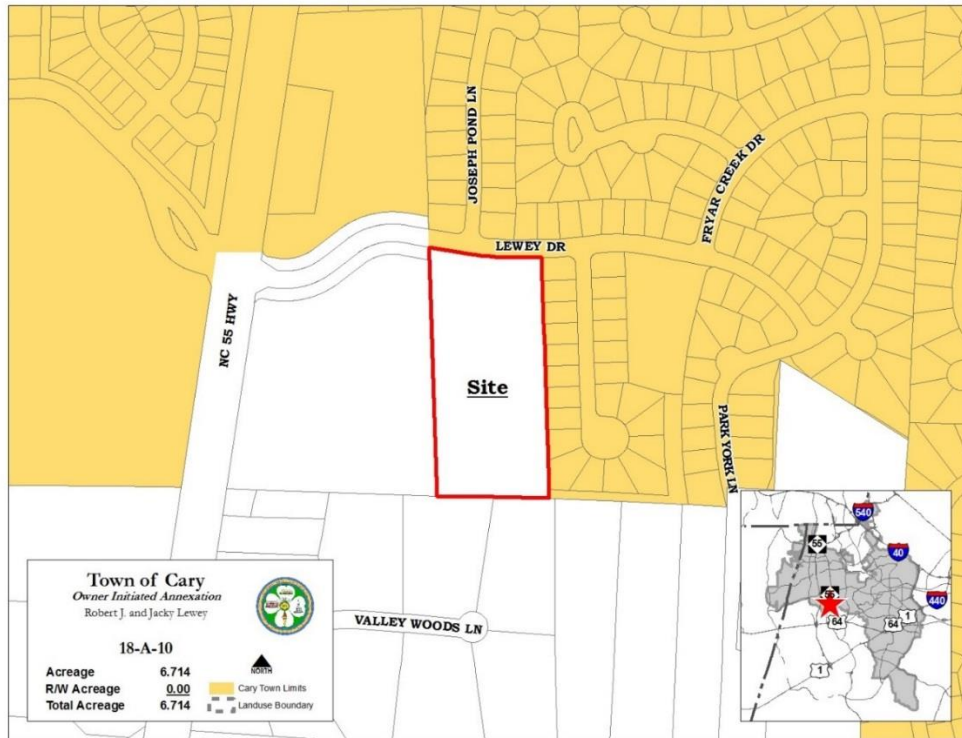 JOSEPH POND LN
FRYAR CREEK DR
LEWEY DR
NC 55 HWY
Site
PARK YORK LN
VALLEY WOODS LN
Town of Cary
Owner Initiated Annexation
Robert J. and Jacky Lewey
18-A-10
Acreage 6.714
R/W Acreage 0.00
Total Acreage 6.714
NORTH
Cary Town Limits
Landuse Boundary
540
55
40
55
440
64
64
1
1